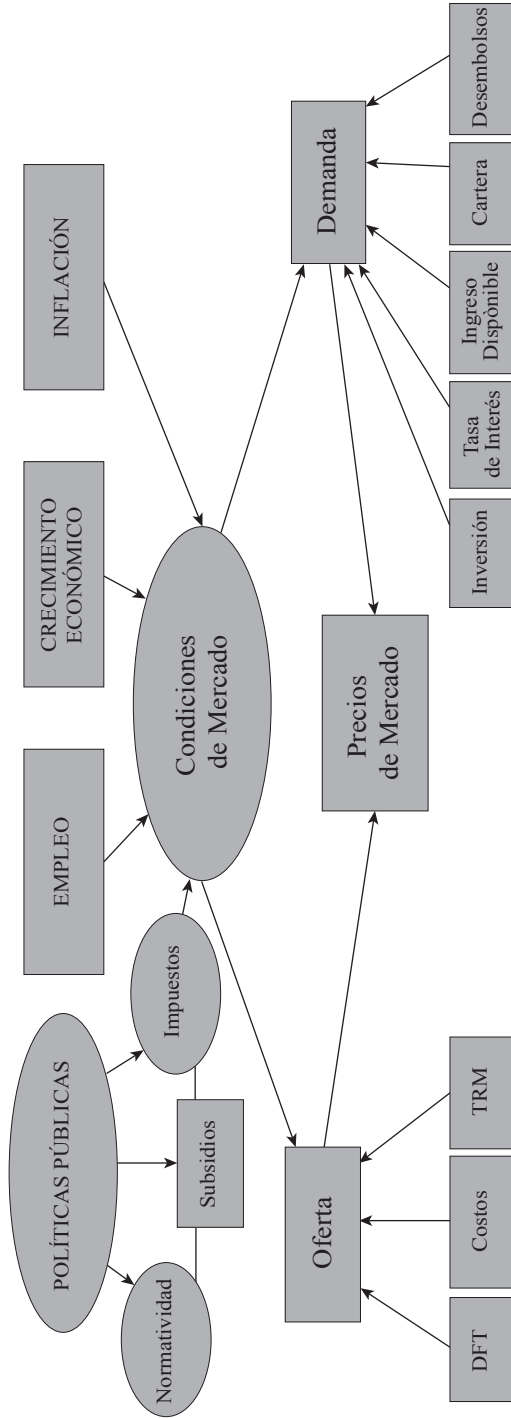 POLÍTICAS PÚBLICAS
EMPLEO
CRECIMIENTO
ECONÓMICO
INFLACIÓN
Normatividad
Subsidios
Impuestos
Condiciones
de Mercado
Oferta
Precios
de Mercado
Demanda
DFT
Costos
TRM
Inversión
Tasa
de Interés
Ingreso
Dispònible
Cartera
Desembolsos